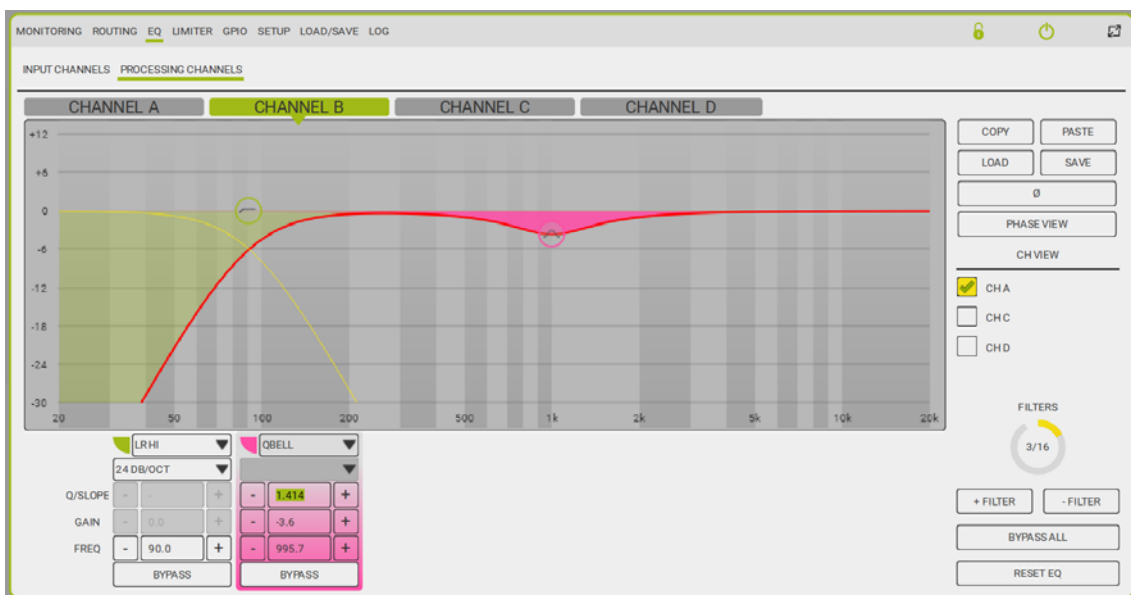 MONITORING ROUTING EQ LIMITER GPIO SETUP LOAD/SAVE LOG
INPUT CHANNELS PROCESSING CHANNELS
CHANNEL A CHANNEL B CHANNEL C CHANNEL D
+12
+6
0
-6
-12
-18
-24
-30
20 50 100 200 500 1k 2k 5k 10k 20k
COPY PASTE
LOAD SAVE
Ø
PHASE VIEW
CH VIEW
CH A
CH C
CH D
FILTERS
3/16
+ FILTER - FILTER
BYPASS ALL
RESET EQ
LR HI QBELL
24 DB/OCT
Q/SLOPE - - + - 1.414 +
GAIN - 0.0 + - -3.6 +
FREQ - 90.0 + - 995.7 +
BYPASS BYPASS